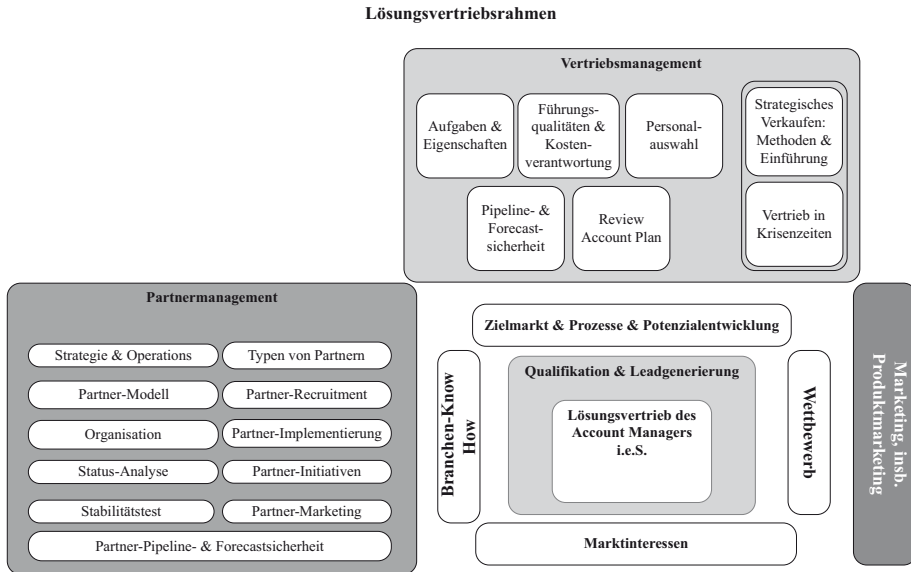 Lösungsvertriebsrahmen
Vertriebsmanagement
Aufgaben &
Eigenschaften
Führungs-
qualitäten &
Kosten-
verantwortung
Personal-
auswahl
Strategisches
Verkaufen:
Methoden &
Einführung
Pipeline- &
Forecast-
sicherheit
Review
Account Plan
Vertrieb in
Krisenzeiten
Partnermanagement
Strategie & Operations
Typen von Partnern
Partner-Modell
Partner-Recruitment
Organisation
Partner-Implementierung
Status-Analyse
Partner-Initiativen
Stabilitätstest
Partner-Marketing
Partner-Pipeline- & Forecastsicherheit
Zielmarkt & Prozesse & Potenzialentwicklung
Branchen-Know
How
Qualifikation & Leadgenerierung
Lösungsvertrieb des
Account Managers
i.e.S.
Wettbewerb
Marktinteressen
Marketing, insb.
Produktmarketing